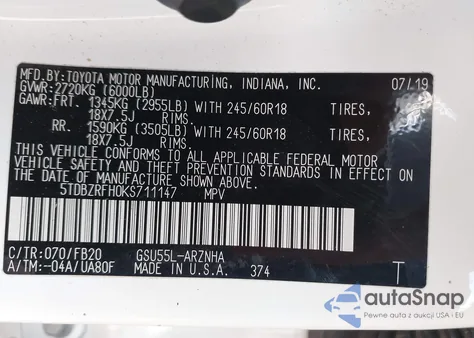 MFD.BY:TOYOTA MOTOR MANUFACTURING, INDIANA, INC. 07/19
GVWR:2720KG (6000LB)
GAWR:FRT. 1345KG (2955LB) WITH 245/60R18 TIRES,
18X7.5J RIMS.
RR. 1590KG (3505LB) WITH 245/60R18 TIRES,
18X7.5J RIMS.
THIS VEHICLE CONFORMS TO ALL APPLICABLE FEDERAL MOTOR
VEHICLE SAFETY AND THEFT PREVENTION STANDARDS IN
EFFECT ON THE DATE OF MANUFACTURE SHOWN ABOVE.
5TDBZRFH0KS711147 MPV
C/TR:070/FB20 GSU55L-ARZNHA
A/TM:-04A/UA80F MADE IN U.S.A. 374 T
autoSnap
Pewne auta z aukcji USA i EU